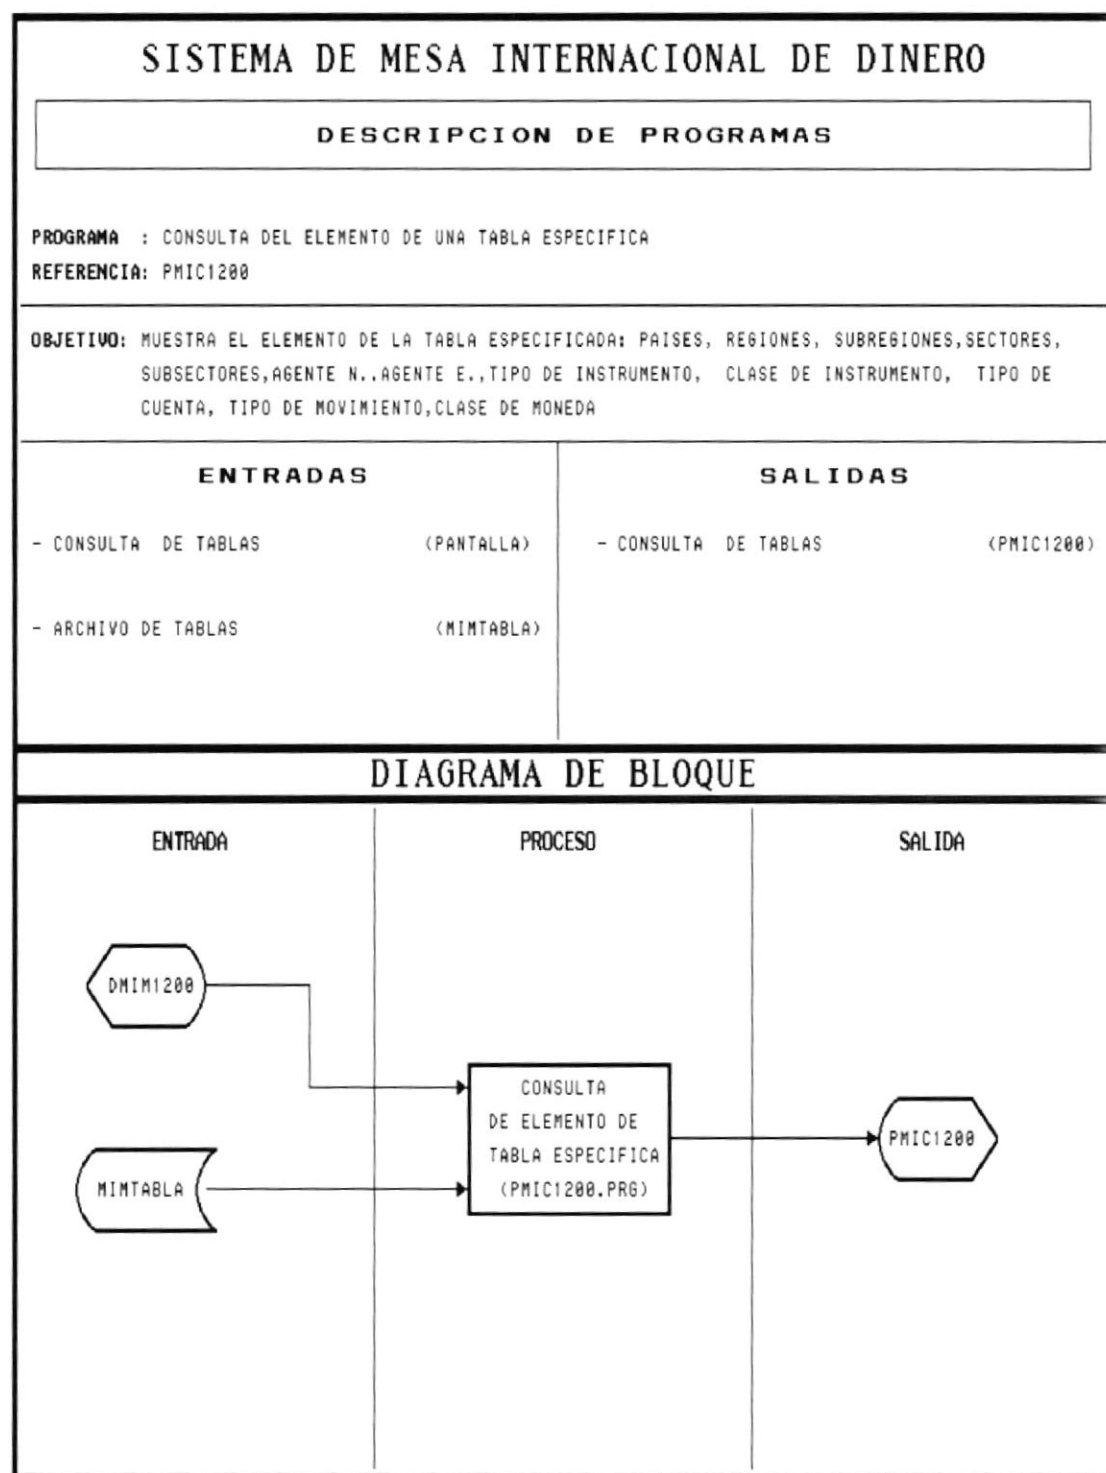 SISTEMA DE MESA INTERNACIONAL DE DINERO
DESCRIPCION DE PROGRAMAS
PROGRAMA : CONSULTA DEL ELEMENTO DE UNA TABLA ESPECIFICA
REFERENCIA: PMIC1200
OBJETIVO: MUESTRA EL ELEMENTO DE LA TABLA ESPECIFICADA: PAISES, REGIONES, SUBREGIONES,SECTORES,
SUBSECTORES,AGENTE N..AGENTE E.,TIPO DE INSTRUMENTO, CLASE DE INSTRUMENTO, TIPO DE
CUENTA, TIPO DE MOVIMIENTO,CLASE DE MONEDA
ENTRADAS
- CONSULTA DE TABLAS (PANTALLA)
- ARCHIVO DE TABLAS (MIMTABLA)
SALIDAS
- CONSULTA DE TABLAS (PMIC1200)
DIAGRAMA DE BLOQUE
ENTRADA
PROCESO
SALIDA
DMIM1200
MIMTABLA
CONSULTA
DE ELEMENTO DE
TABLA ESPECIFICA
(PMIC1200.PRG)
PMIC1200